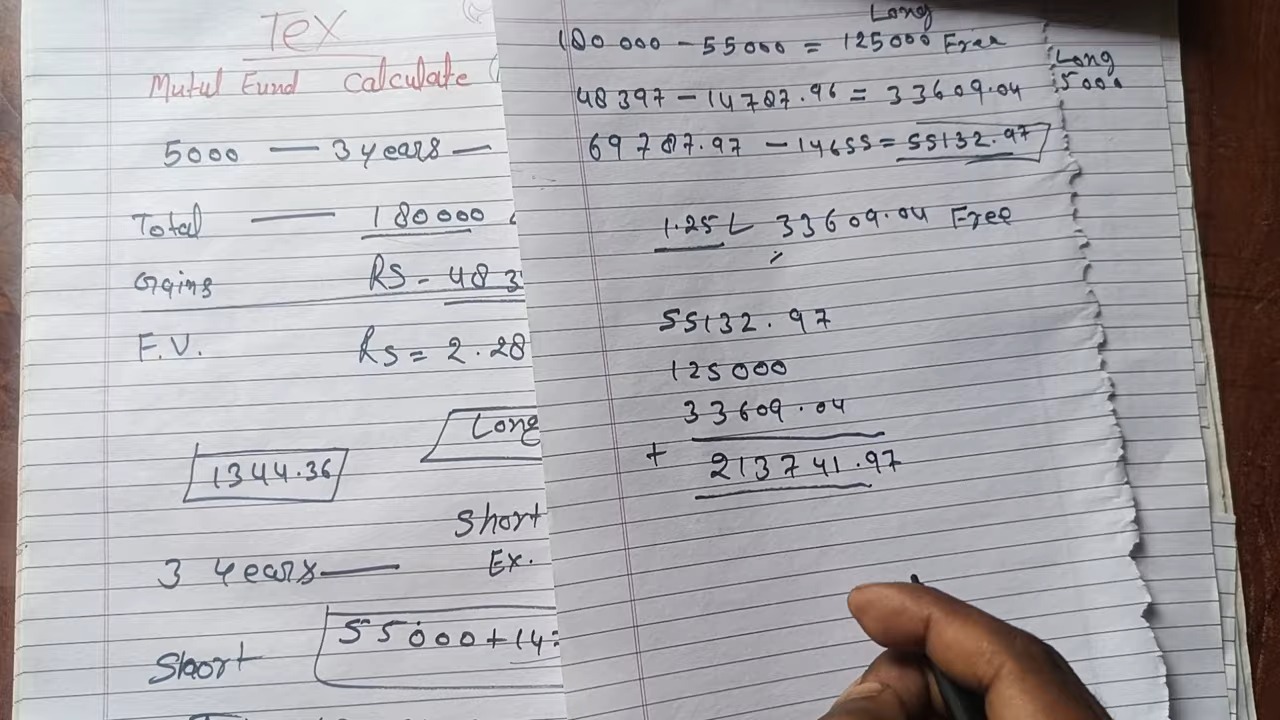 Tex
Mutul Fund Calculate
5000 — 3 years —
Total — 180000
Gains RS - 483
F.V. RS = 2.28
Long
1344.36
Short
3 years — Ex.
Short 55000 + 14
Long
180000 - 55000 = 125000 Free
48397 - 14787.96 = 33609.04
69787.97 - 14655 = 55132.97
1.25 L 33609.04 Free
55132.97
125000
33609.04
+ 213741.97
Long
5000